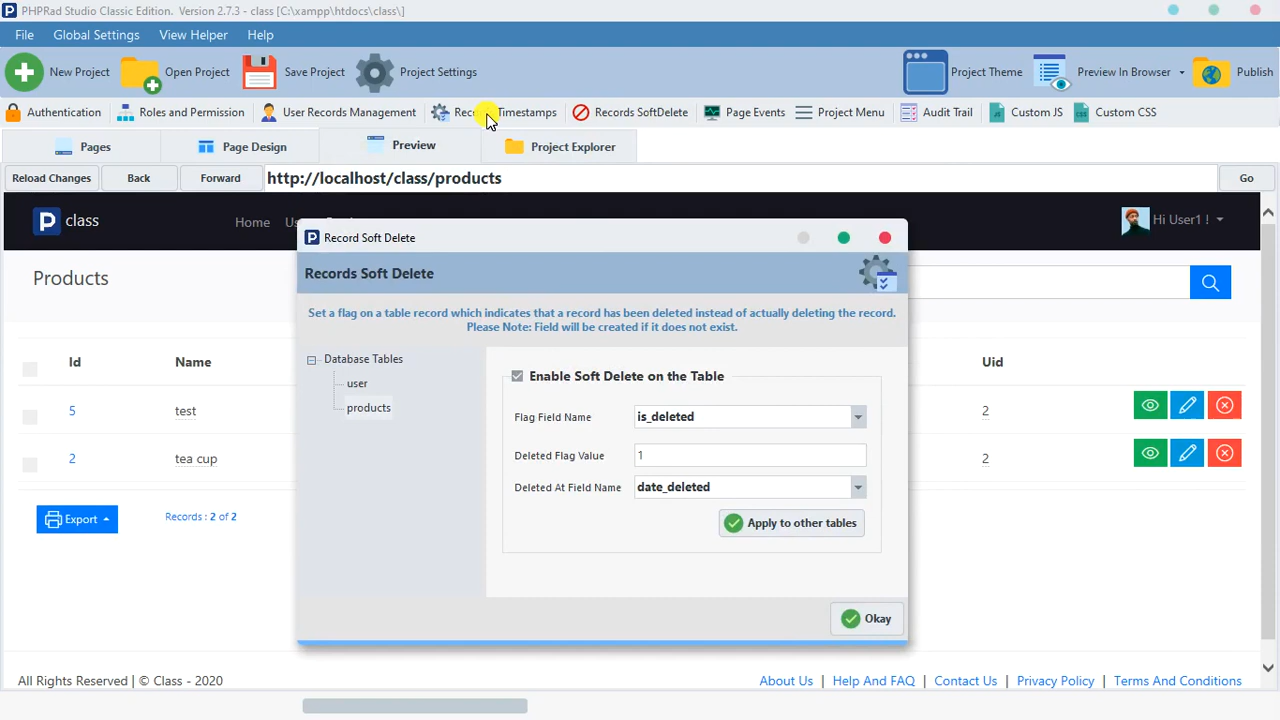 PHPRad Studio Classic Edition. Version 2.7.3 - class [C:\xampp\htdocs\class\]
File Global Settings View Helper Help
New Project Open Project Save Project Project Settings Project Theme Preview In Browser Publish
Authentication Roles and Permission User Records Management Timestamps Records SoftDelete Page Events Project Menu Audit Trail Custom JS Custom CSS
Pages Page Design Preview Project Explorer
Reload Changes Back Forward http://localhost/class/products Go
P class Home Hi User1 !
Record Soft Delete
Products
Records Soft Delete
Set a flag on a table record which indicates that a record has been deleted instead of actually deleting the record.
Please Note: Field will be created if it does not exist.
Id Name Uid
Database Tables
user
products
Enable Soft Delete on the Table
Flag Field Name is_deleted
Deleted Flag Value 1
Deleted At Field Name date_deleted
Apply to other tables
Okay
5 test 2
2 tea cup 2
Export Records : 2 of 2
All Rights Reserved | © Class - 2020 About Us | Help And FAQ | Contact Us | Privacy Policy | Terms And Conditions